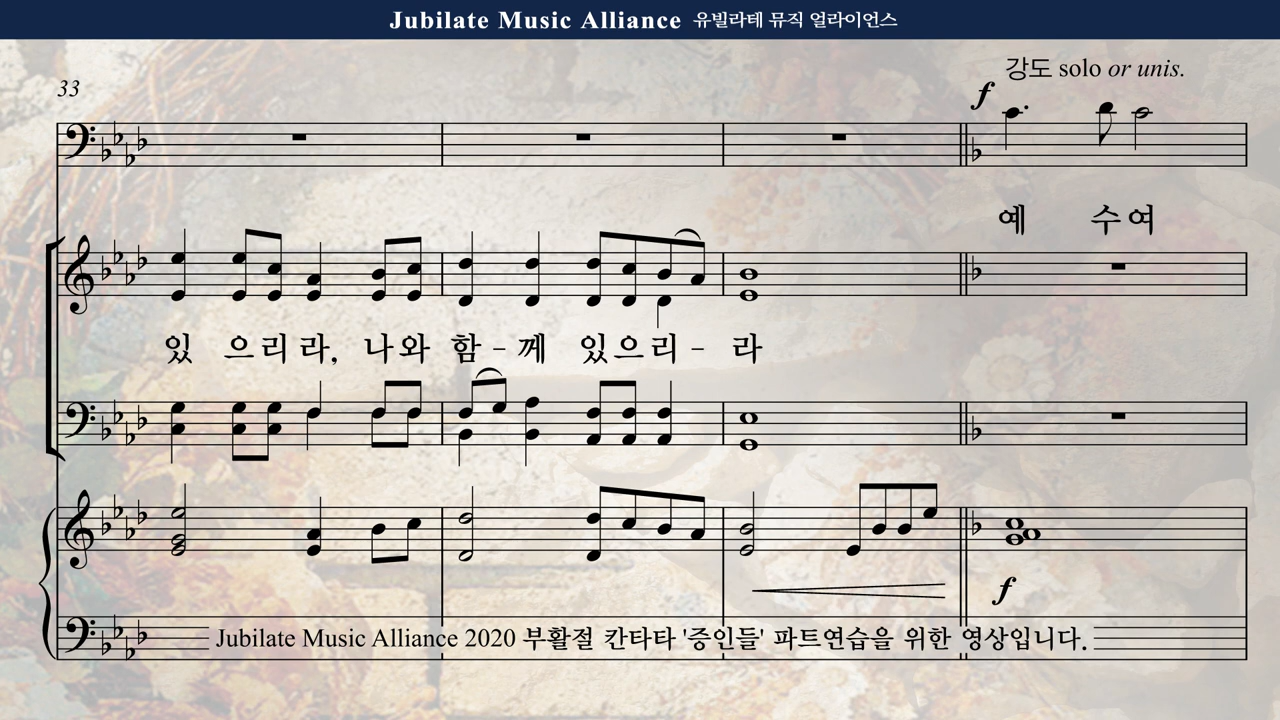 Jubilate Music Alliance 유빌라테 뮤직 얼라이언스
강도 solo or unis.
33
f
예 수여
있 으리라, 나와 함 - 께 있으리 - 라
f
Jubilate Music Alliance 2020 부활절 칸타타 '증인들' 파트연습을 위한 영상입니다.